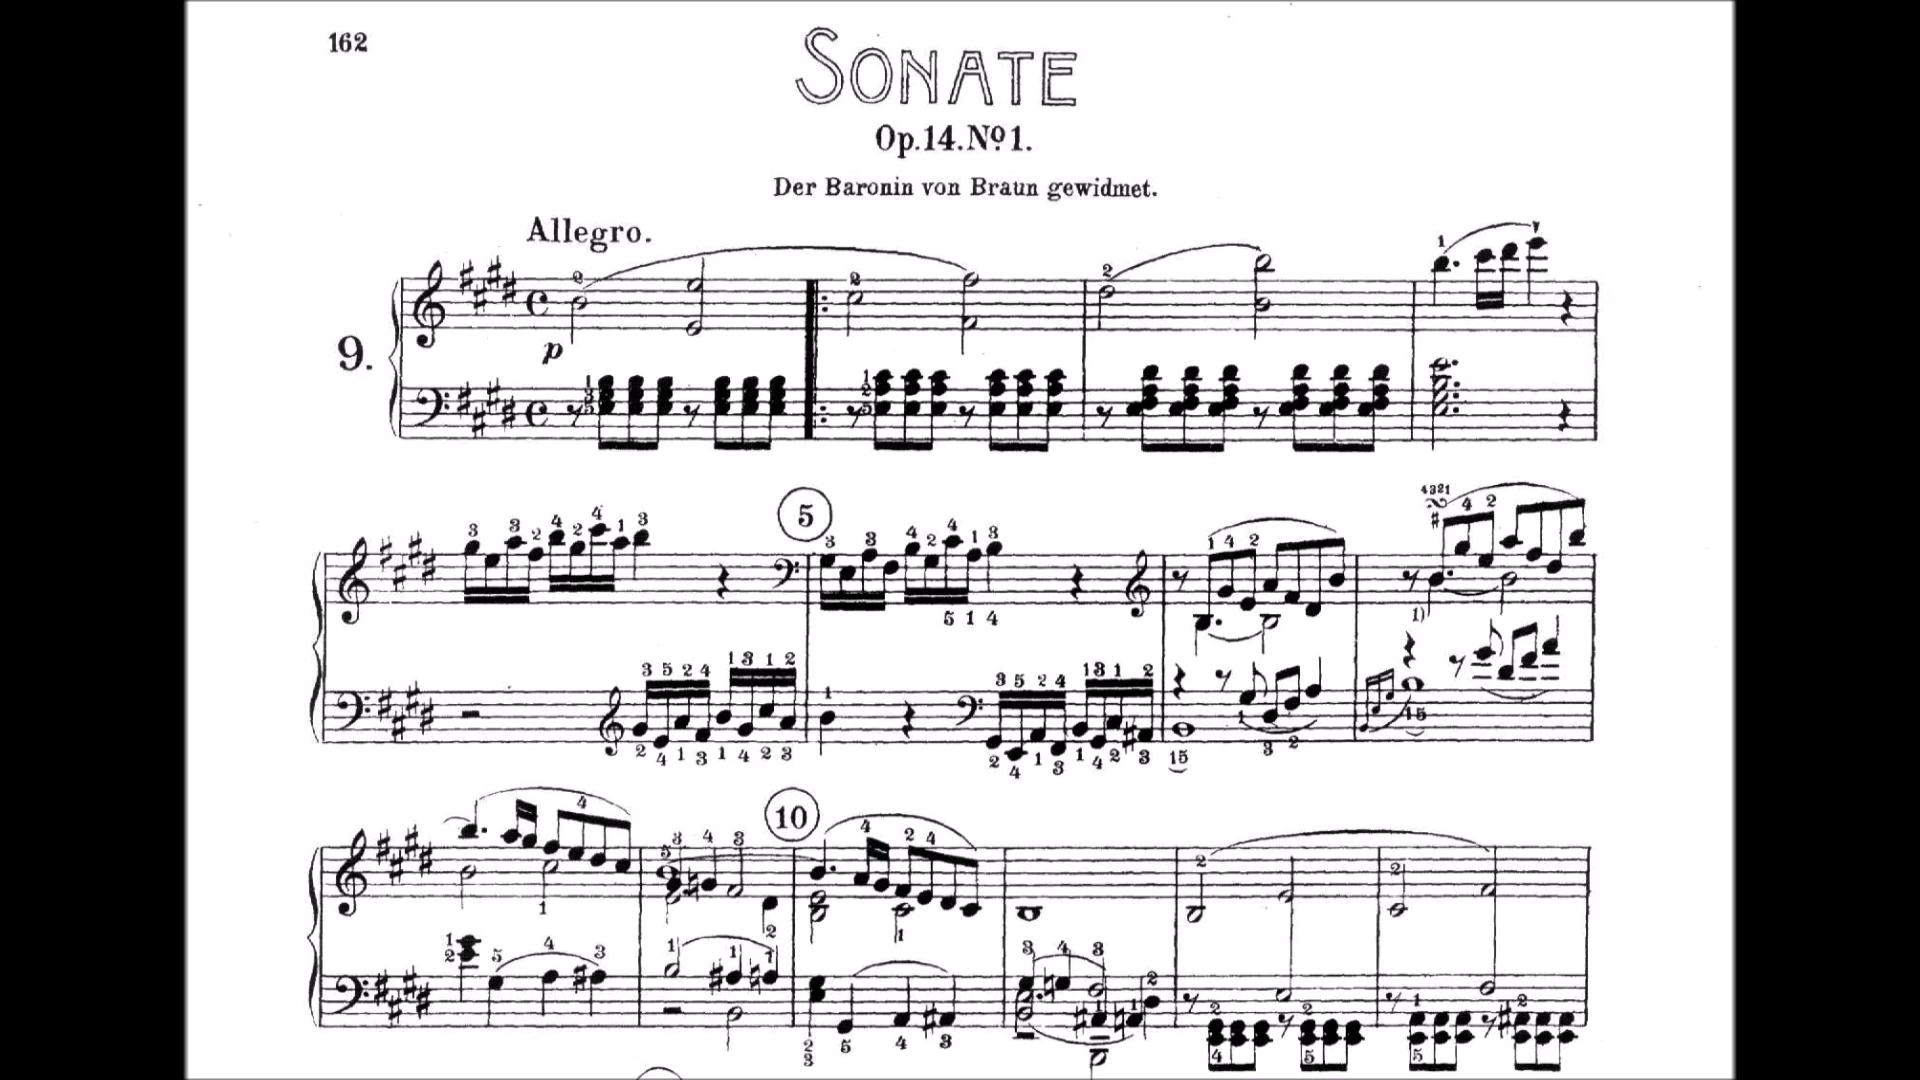 162
SONATE
Op.14.Nº1.
Der Baronin von Braun gewidmet.
Allegro.
9.
p
5
10